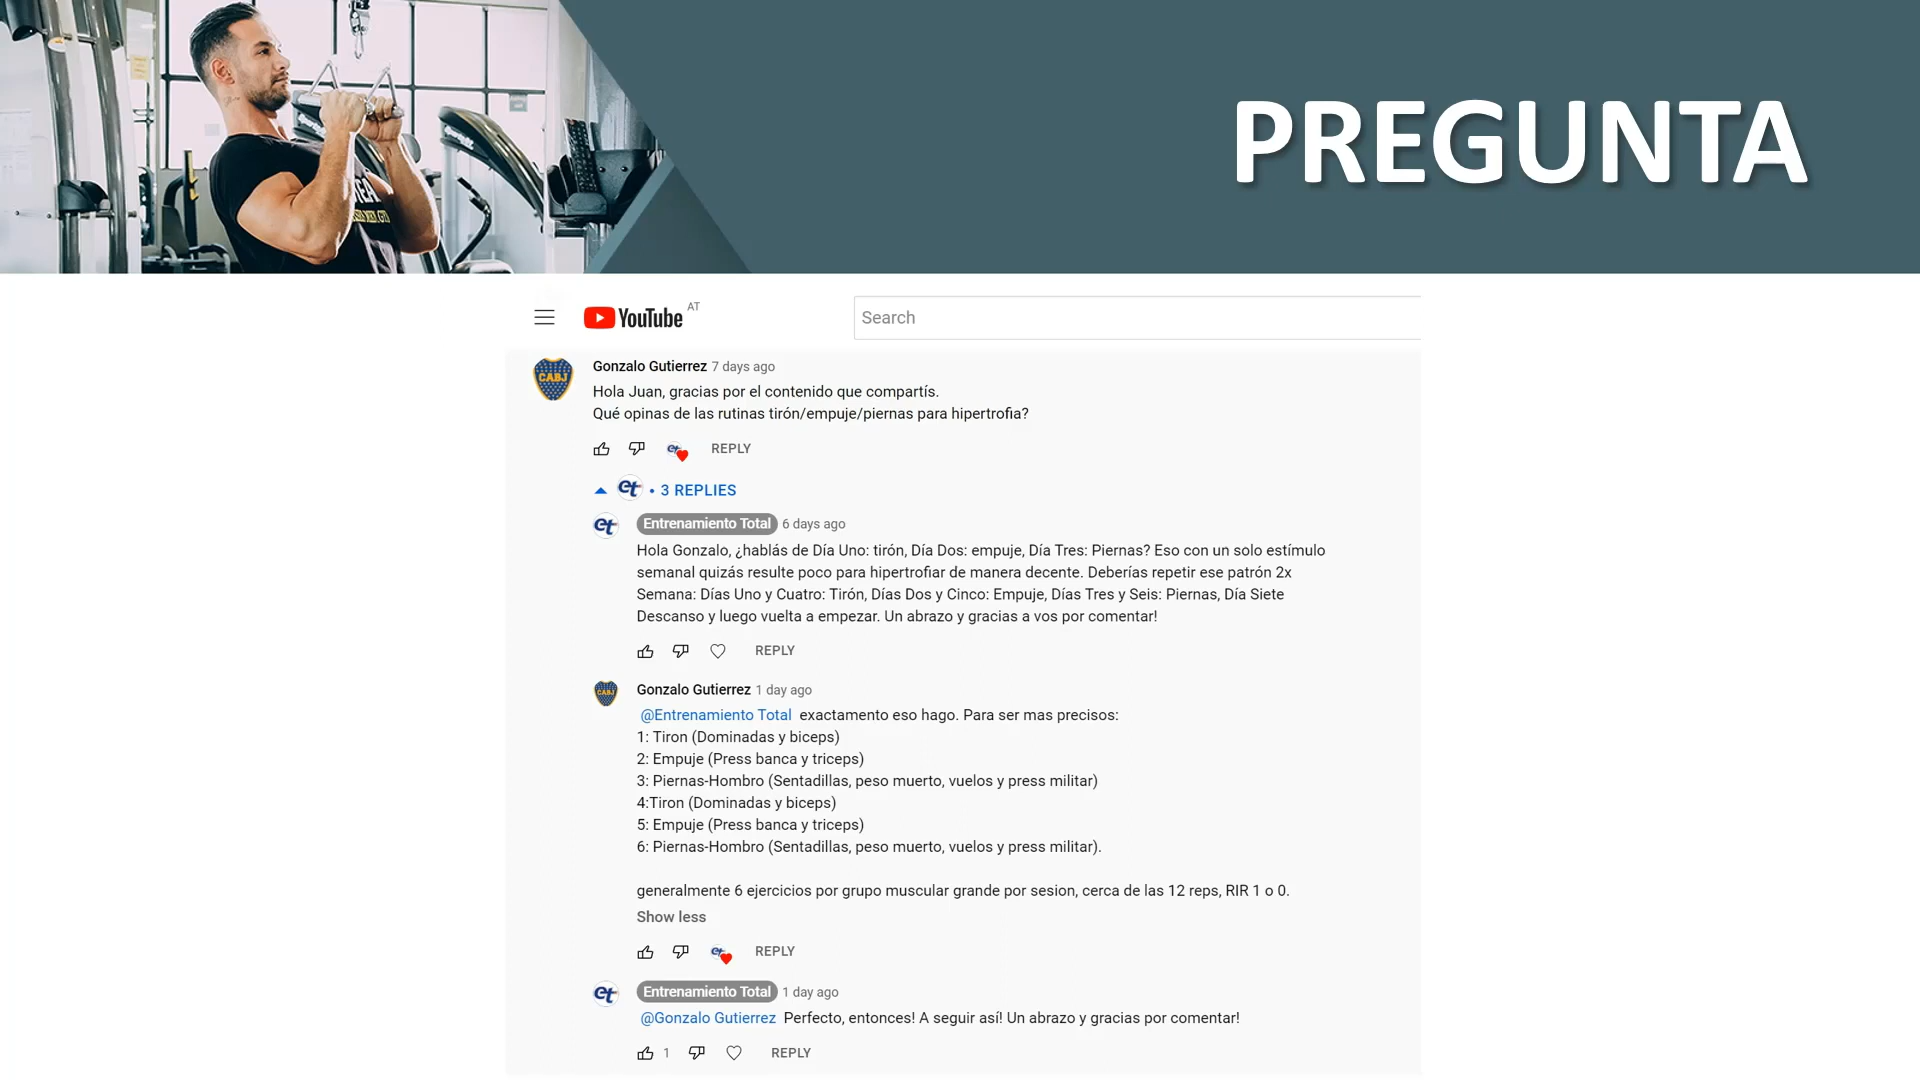 PREGUNTA
YouTube AT
Search
Gonzalo Gutierrez 7 days ago
Hola Juan, gracias por el contenido que compartís.
Qué opinas de las rutinas tirón/empuje/piernas para hipertrofia?
REPLY
et • 3 REPLIES
et Entrenamiento Total 6 days ago
Hola Gonzalo, ¿hablás de Día Uno: tirón, Día Dos: empuje, Día Tres: Piernas? Eso con un solo estímulo
semanal quizás resulte poco para hipertrofiar de manera decente. Deberías repetir ese patrón 2x
Semana: Días Uno y Cuatro: Tirón, Días Dos y Cinco: Empuje, Días Tres y Seis: Piernas, Día Siete
Descanso y luego vuelta a empezar. Un abrazo y gracias a vos por comentar!
REPLY
CABJ
Gonzalo Gutierrez 1 day ago
@Entrenamiento Total exactamento eso hago. Para ser mas precisos:
1: Tiron (Dominadas y biceps)
2: Empuje (Press banca y triceps)
3: Piernas-Hombro (Sentadillas, peso muerto, vuelos y press militar)
4:Tiron (Dominadas y biceps)
5: Empuje (Press banca y triceps)
6: Piernas-Hombro (Sentadillas, peso muerto, vuelos y press militar).
generalmente 6 ejercicios por grupo muscular grande por sesion, cerca de las 12 reps, RIR 1 o 0.
Show less
REPLY
et Entrenamiento Total 1 day ago
@Gonzalo Gutierrez Perfecto, entonces! A seguir así! Un abrazo y gracias por comentar!
1 REPLY